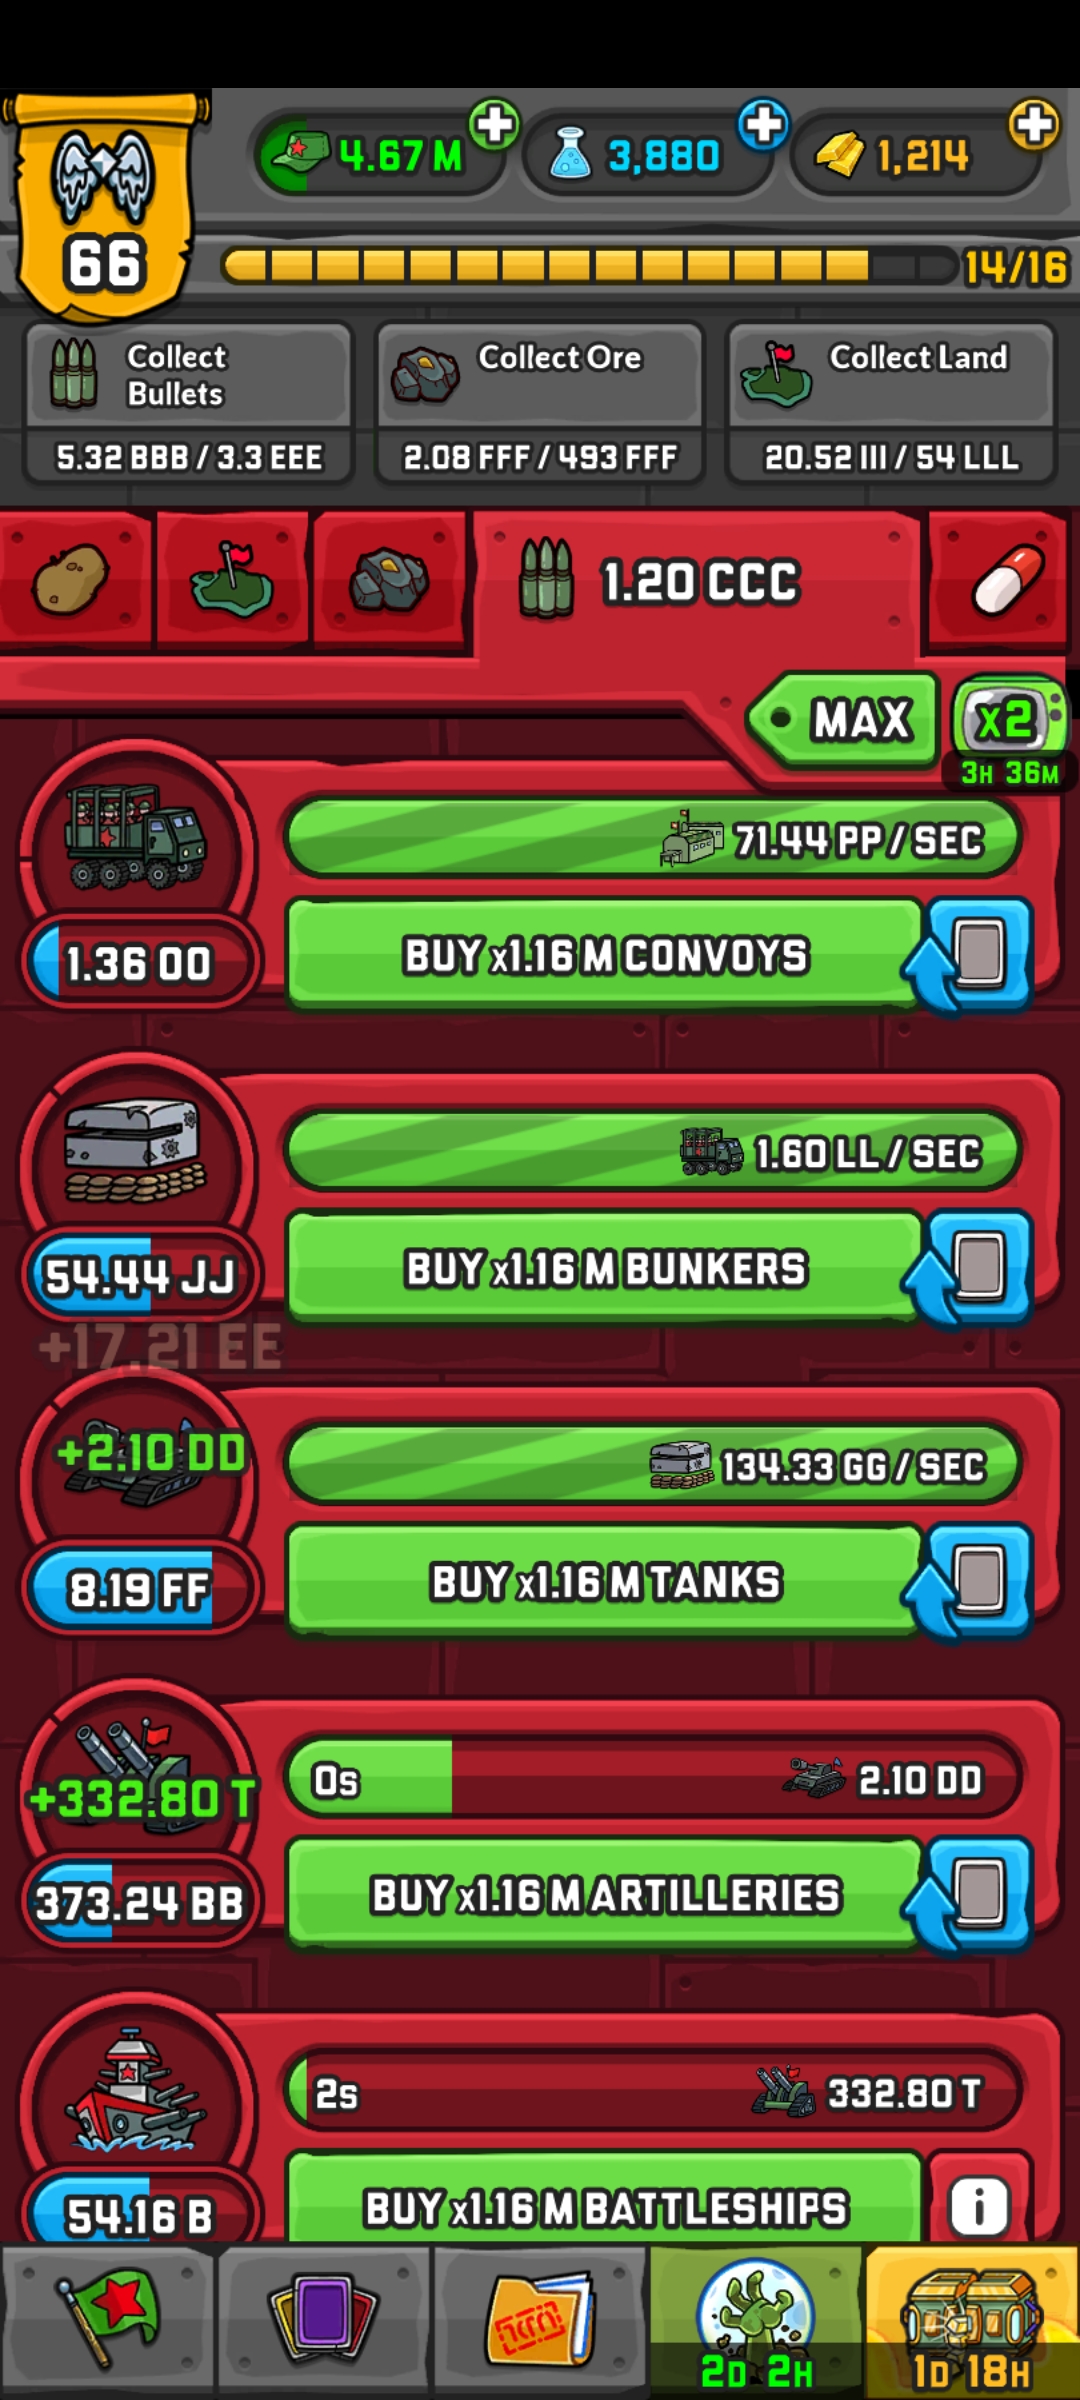 4.67 M
3,880
1,214
66
14/16
Collect
Bullets
5.32 BBB / 3.3 EEE
Collect Ore
2.08 FFF / 493 FFF
Collect Land
20.52 III / 54 LLL
1.20 CCC
MAX
x2
3H 36M
71.44 PP / SEC
1.36 OO
BUY x1.16 M CONVOYS
1.60 LL / SEC
54.44 JJ
BUY x1.16 M BUNKERS
+17.21 EE
+2.10 DD
134.33 GG / SEC
8.19 FF
BUY x1.16 M TANKS
+332.80 T
0s
2.10 DD
373.24 BB
BUY x1.16 M ARTILLERIES
2s
332.80 T
54.16 B
BUY x1.16 M BATTLESHIPS
i
2D 2H
1D 18H